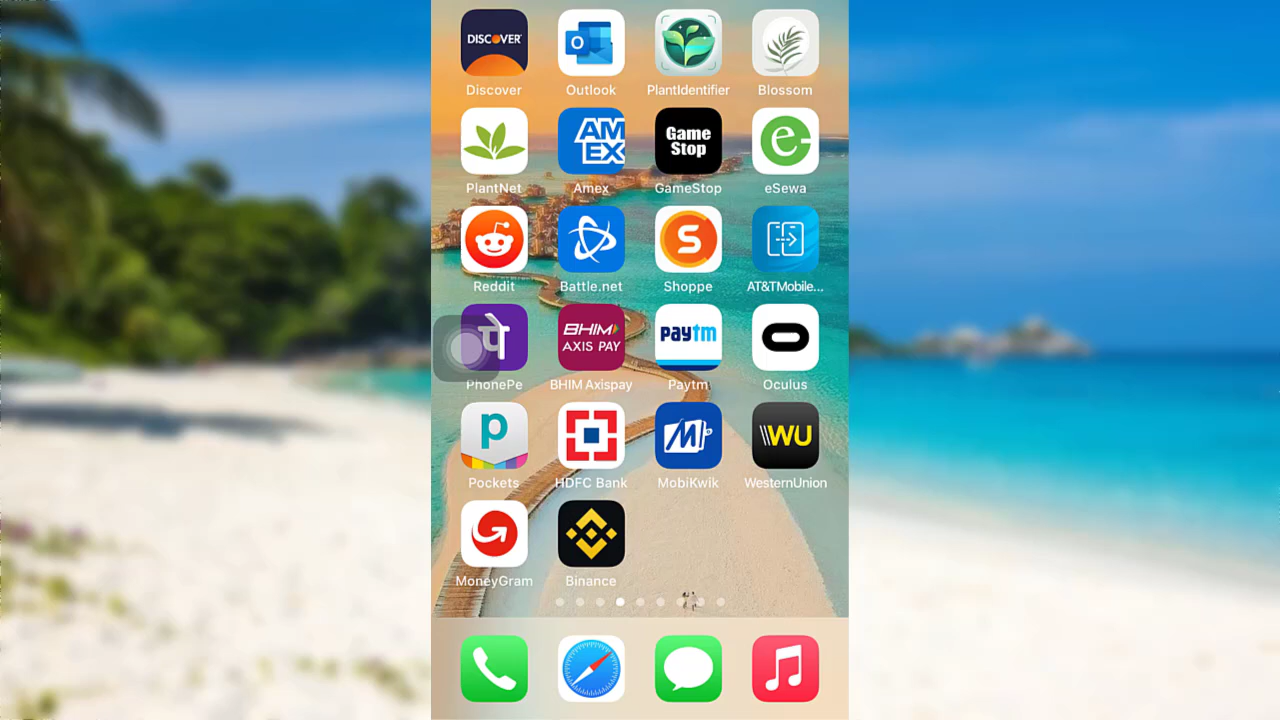 DISCOVER
Discover
O
Outlook
PlantIdentifier
Blossom
PlantNet
AM
EX
Amex
Game
Stop
GameStop
e
eSewa
Reddit
Battle.net
S
Shoppe
AT&TMobile...
पे
PhonePe
BHIM
AXIS PAY
BHIM Axispay
paytm
Paytm
Oculus
p
Pockets
HDFC Bank
M
MobiKwik
WU
WesternUnion
MoneyGram
Binance